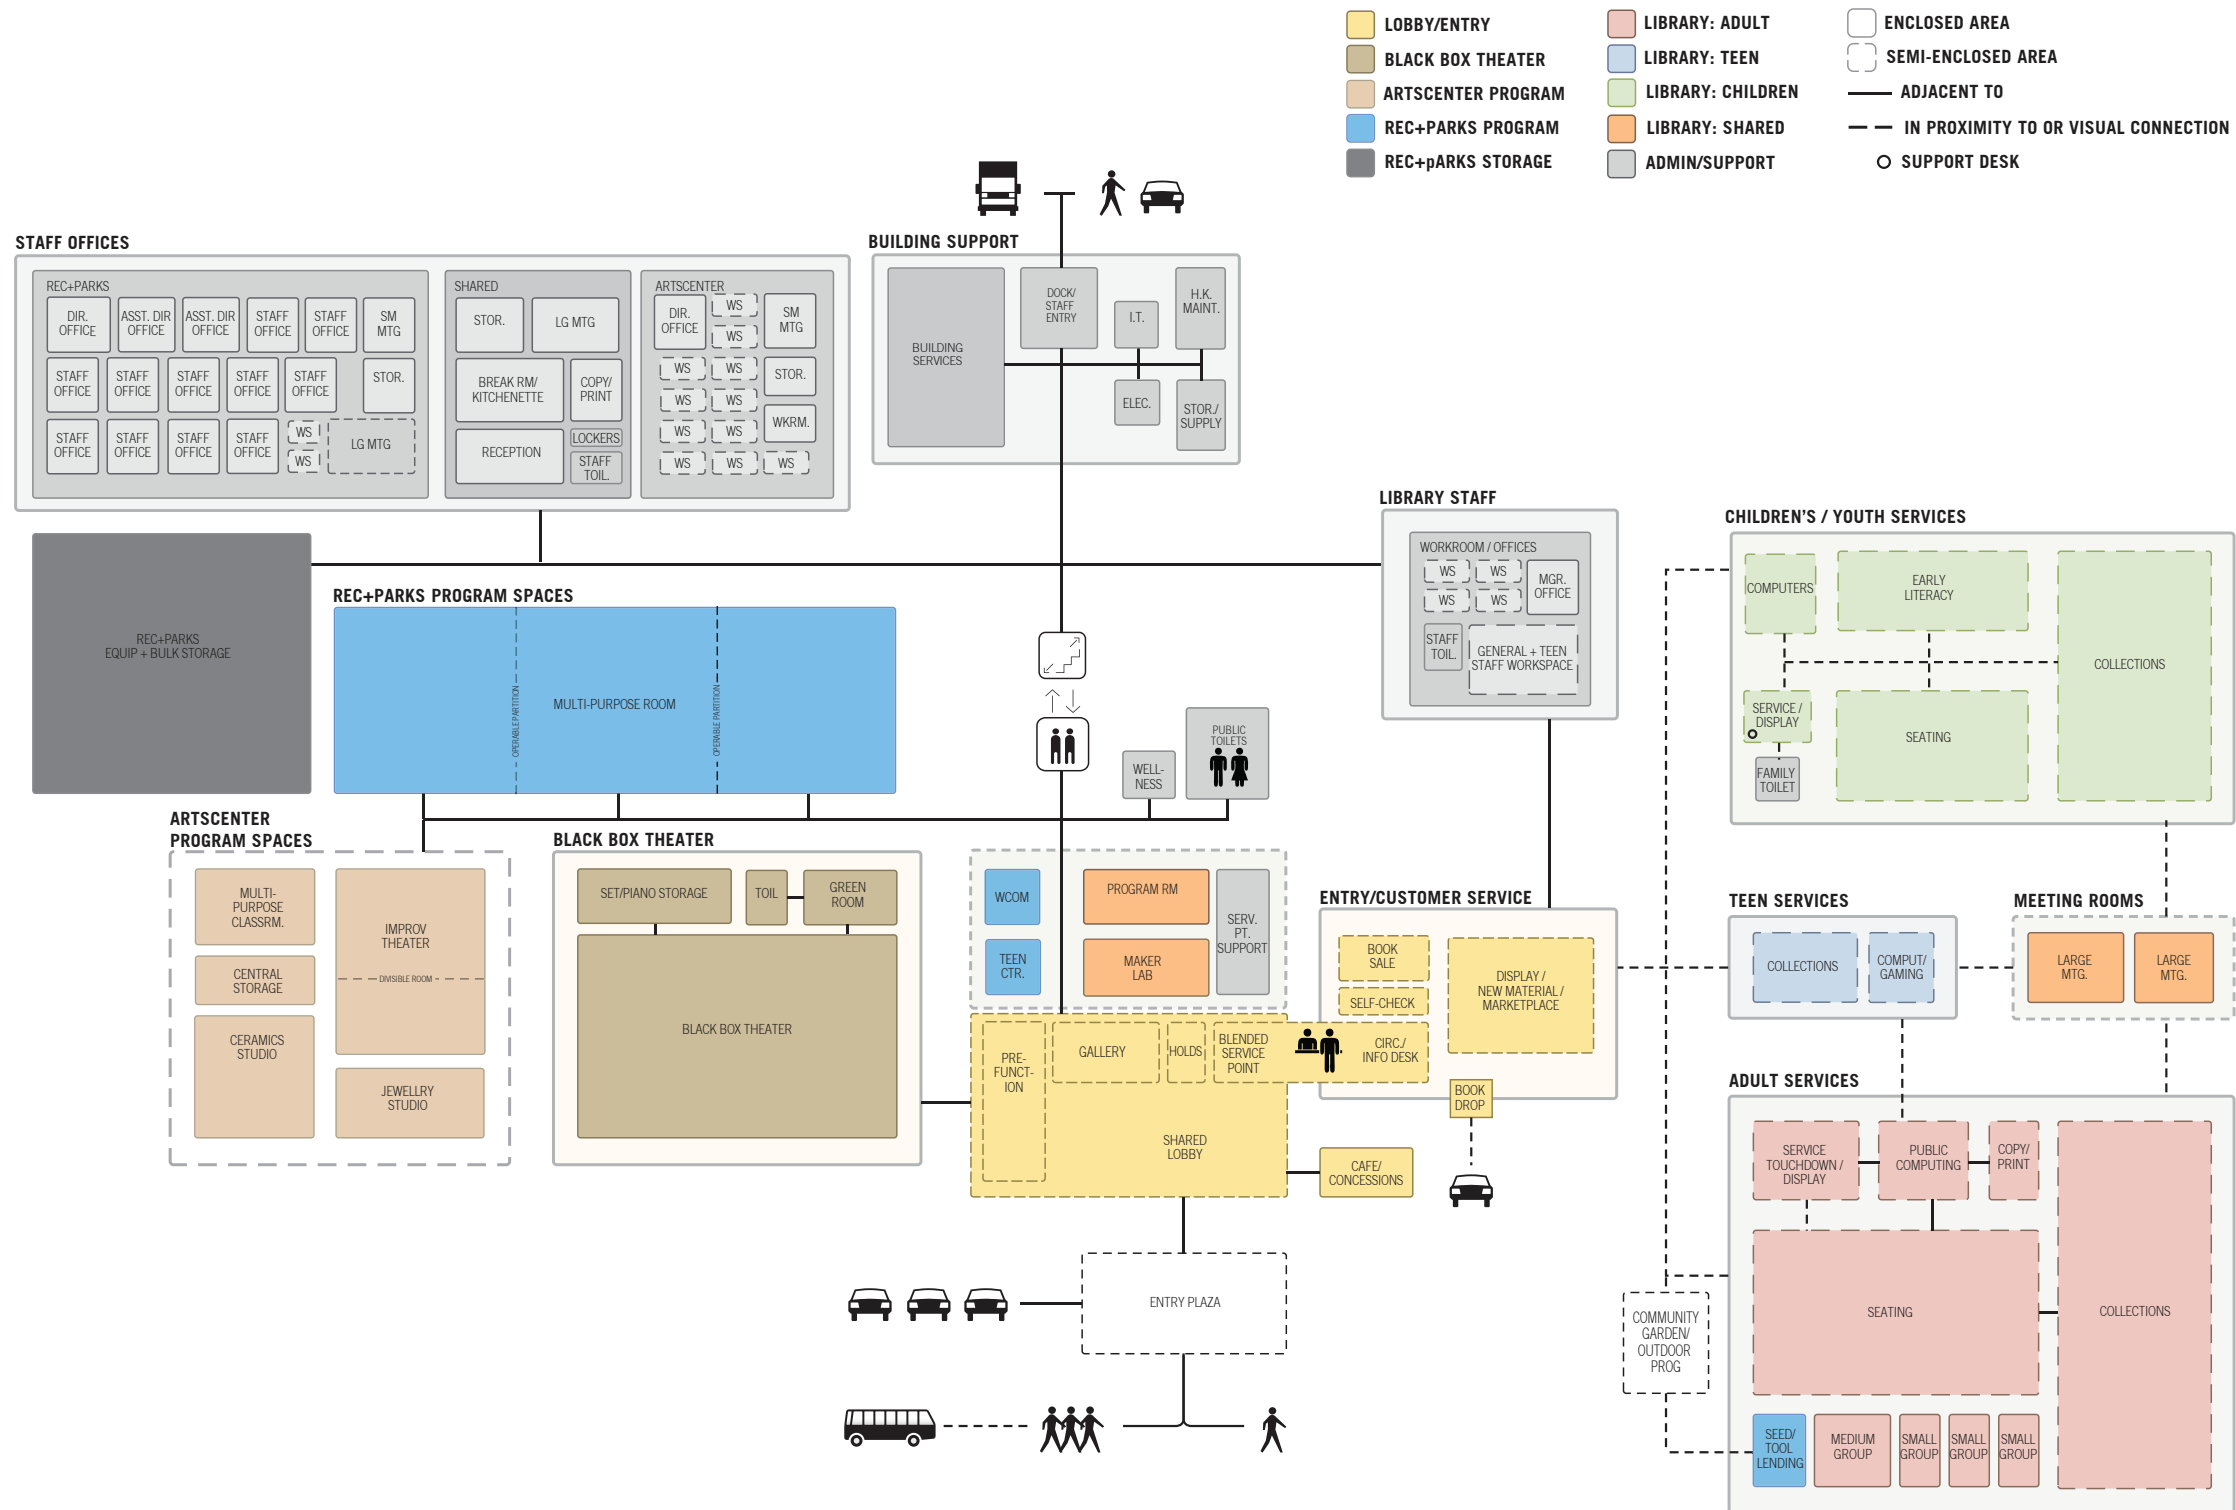 LOBBY/ENTRY
BLACK BOX THEATER
ARTSCENTER PROGRAM
REC+PARKS PROGRAM
REC+pARKS STORAGE
LIBRARY: ADULT
LIBRARY: TEEN
LIBRARY: CHILDREN
LIBRARY: SHARED
ADMIN/SUPPORT
ENCLOSED AREA
SEMI-ENCLOSED AREA
ADJACENT TO
IN PROXIMITY TO OR VISUAL CONNECTION
SUPPORT DESK
STAFF OFFICES
REC+PARKS
DIR.
OFFICE
ASST. DIR
OFFICE
ASST. DIR
OFFICE
STAFF
OFFICE
STAFF
OFFICE
SM
MTG
STAFF
OFFICE
STAFF
OFFICE
STAFF
OFFICE
STAFF
OFFICE
STAFF
OFFICE
STOR.
STAFF
OFFICE
STAFF
OFFICE
STAFF
OFFICE
STAFF
OFFICE
WS
WS
LG MTG
SHARED
STOR.
LG MTG
BREAK RM/
KITCHENETTE
COPY/
PRINT
RECEPTION
LOCKERS
STAFF
TOIL.
ARTSCENTER
DIR.
OFFICE
WS
WS
SM
MTG
WS
WS
STOR.
WS
WS
WKRM.
WS
WS
WS
WS
WS
BUILDING SUPPORT
BUILDING
SERVICES
DOCK/
STAFF
ENTRY
I.T.
H.K.
MAINT.
ELEC.
STOR./
SUPPLY
REC+PARKS
EQUIP + BULK STORAGE
REC+PARKS PROGRAM SPACES
OPERABLE PARTITION
MULTI-PURPOSE ROOM
OPERABLE PARTITION
WELL-
NESS
PUBLIC
TOILETS
LIBRARY STAFF
WORKROOM / OFFICES
WS
WS
MGR.
OFFICE
WS
WS
STAFF
TOIL.
GENERAL + TEEN
STAFF WORKSPACE
CHILDREN'S / YOUTH SERVICES
COMPUTERS
EARLY
LITERACY
COLLECTIONS
SERVICE /
DISPLAY
SEATING
FAMILY
TOILET
ARTSCENTER
PROGRAM SPACES
MULTI-
PURPOSE
CLASSRM.
IMPROV
THEATER
CENTRAL
STORAGE
DIVISIBLE ROOM
CERAMICS
STUDIO
JEWELLRY
STUDIO
BLACK BOX THEATER
SET/PIANO STORAGE
TOIL
GREEN
ROOM
BLACK BOX THEATER
WCOM
PROGRAM RM
SERV.
PT.
SUPPORT
TEEN
CTR.
MAKER
LAB
PRE-
FUNCT-
ION
GALLERY
HOLDS
BLENDED
SERVICE
POINT
CIRC./
INFO DESK
SHARED
LOBBY
ENTRY/CUSTOMER SERVICE
BOOK
SALE
SELF-CHECK
DISPLAY /
NEW MATERIAL /
MARKETPLACE
BOOK
DROP
CAFE/
CONCESSIONS
ENTRY PLAZA
TEEN SERVICES
COLLECTIONS
COMPUT/
GAMING
MEETING ROOMS
LARGE
MTG.
LARGE
MTG.
ADULT SERVICES
SERVICE
TOUCHDOWN /
DISPLAY
PUBLIC
COMPUTING
COPY/
PRINT
SEATING
COLLECTIONS
COMMUNITY
GARDEN/
OUTDOOR
PROG
SEED/
TOOL
LENDING
MEDIUM
GROUP
SMALL
GROUP
SMALL
GROUP
SMALL
GROUP